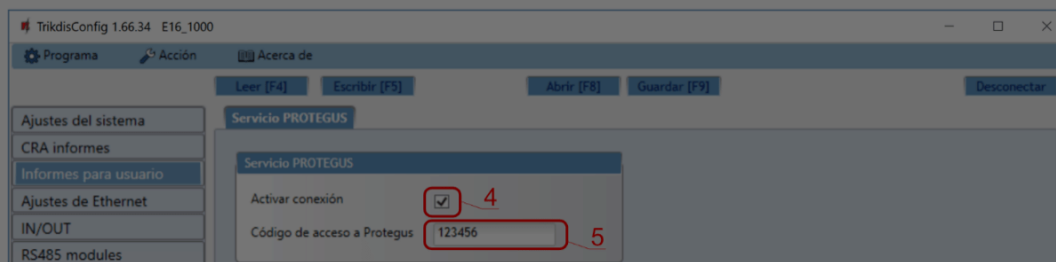 TrikdisConfig 1.66.34 E16_1000
Programa Acción Acerca de
Leer [F4] Escribir [F5] Abrir [F8] Guardar [F9] Desconectar
Ajustes del sistema
CRA informes
Informes para usuario
Ajustes de Ethernet
IN/OUT
RS485 modules
Servicio PROTEGUS
Servicio PROTEGUS
Activar conexión 4
Código de acceso a Protegus 123456 5